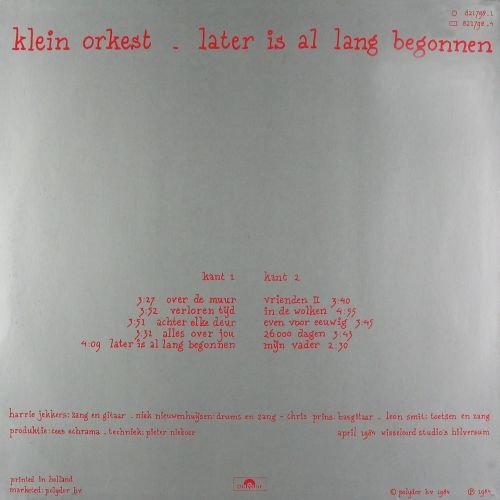 821798-1
821798-4
klein orkest - later is al lang begonnen
kant 1
3:27 over de muur
3:52 verloren tijd
3:51 achter elke deur
3:32 alles over jou
4:09 later is al lang begonnen
kant 2
vrienden II 3:40
in de wolken 4:55
even voor eeuwig 3:45
26.000 dagen 3:43
mijn vader 2:30
harrie jekkers: zang en gitaar - niek nieuwenhuijsen: drums en zang - chris prins: basgitaar - leon smit: toetsen en zang
produktie: cees schrama - techniek: pieter nieboer
april 1984 wisseloord studio's hilversum
printed in holland
marketed: polydor b.v
polydor
© polydor b.v 1984
℗ 1984